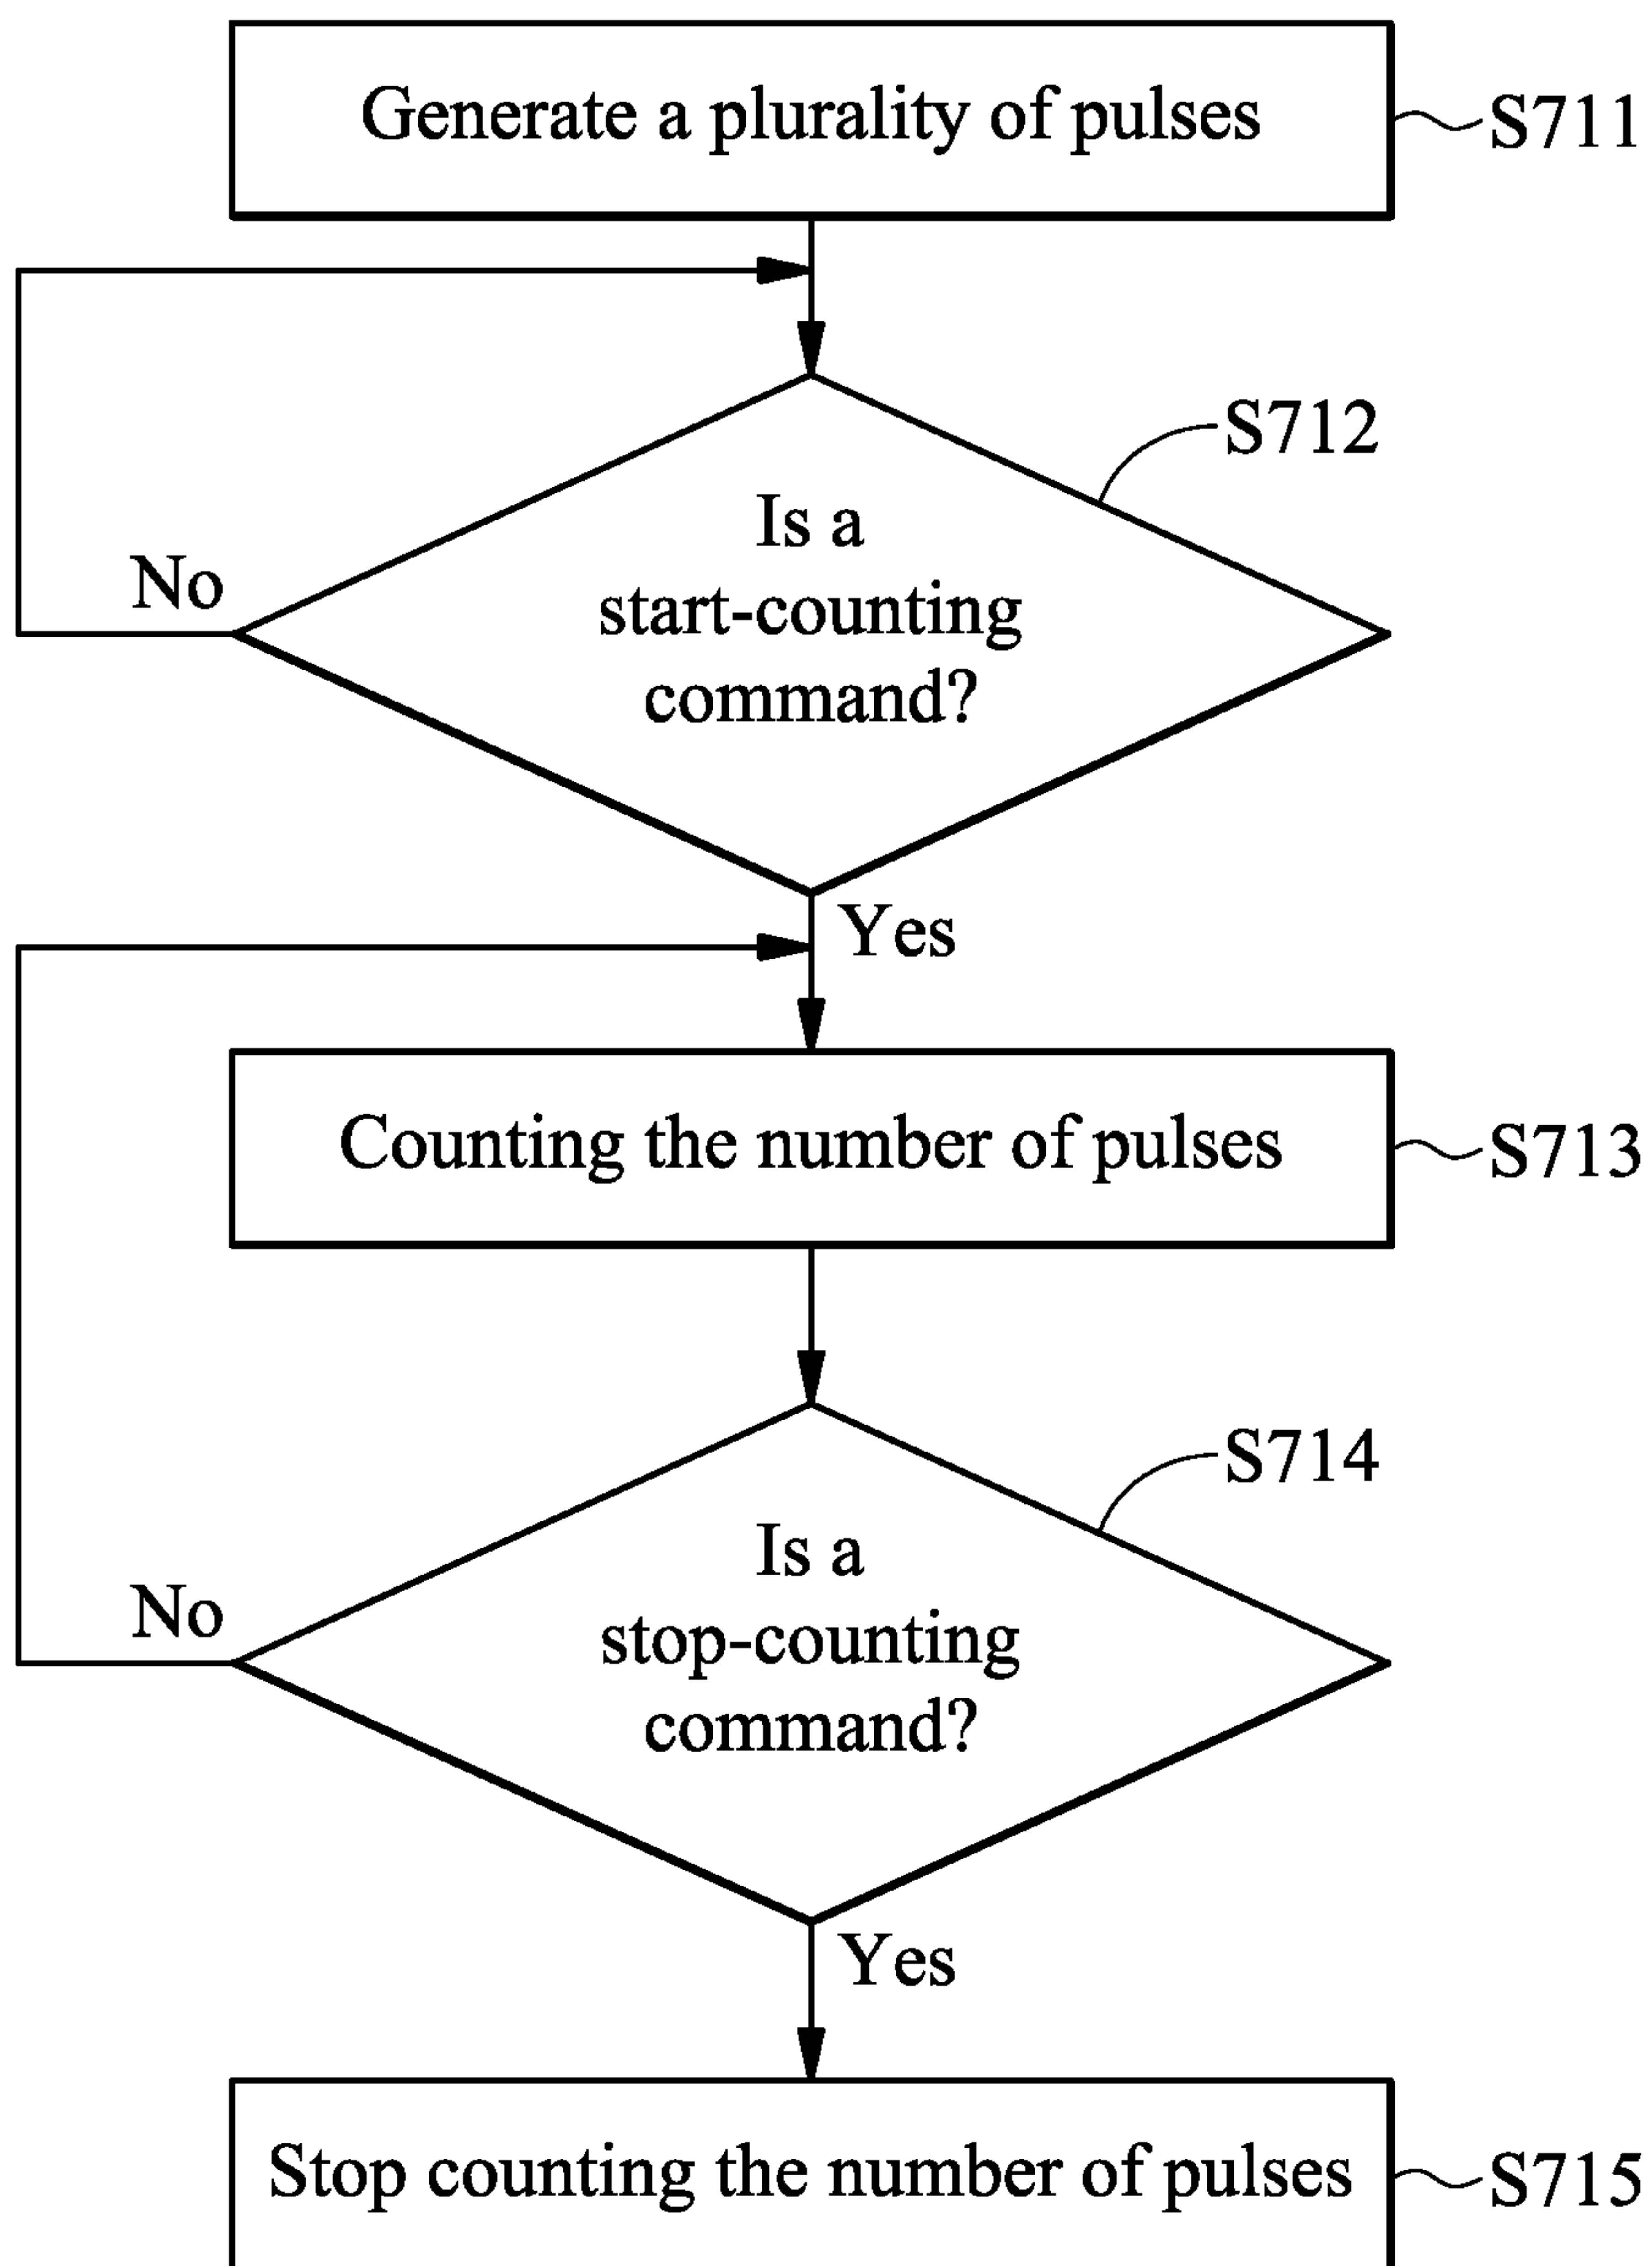 Generate a plurality of pulses
S711
S712
Is a
start-counting
command?
No
Yes
Counting the number of pulses
S713
S714
Is a
stop-counting
command?
No
Yes
Stop counting the number of pulses
S715